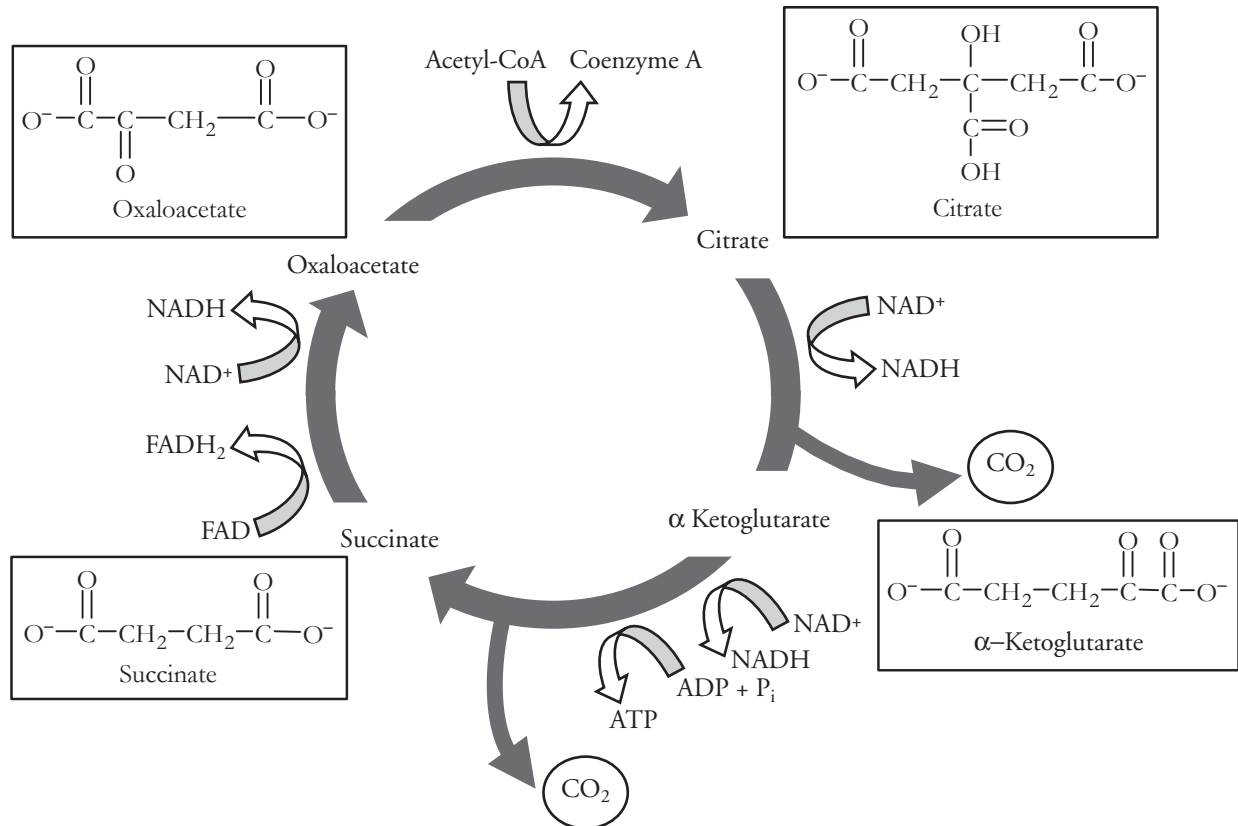 Acetyl-CoA Coenzyme A
O⁻ C C CH₂ C O⁻
O O O
Oxaloacetate
O⁻ C CH₂ C CH₂ C O⁻
O OH O
C O
OH
Citrate
Oxaloacetate
Citrate
NADH
NAD⁺
FADH₂
FAD
NAD⁺
NADH
CO₂
Succinate
α Ketoglutarate
O O
O⁻ C CH₂ CH₂ C O⁻
Succinate
O O O
O⁻ C CH₂ CH₂ C C O⁻
α–Ketoglutarate
NAD⁺
NADH
ADP + Pᵢ
ATP
CO₂